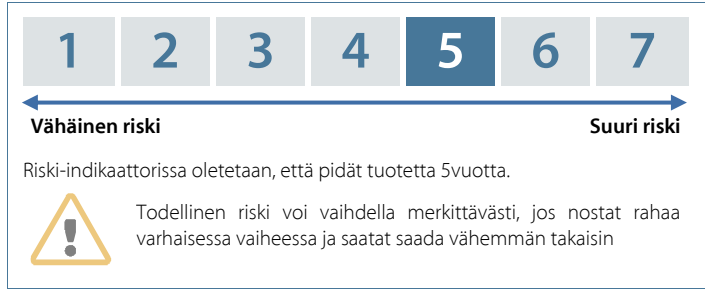 1 2 3 4 5 6 7
Vähäinen riski Suuri riski
Riski-indikaattorissa oletetaan, että pidät tuotetta 5vuotta.
Todellinen riski voi vaihdella merkittävästi, jos nostat rahaa
varhaisessa vaiheessa ja saatat saada vähemmän takaisin